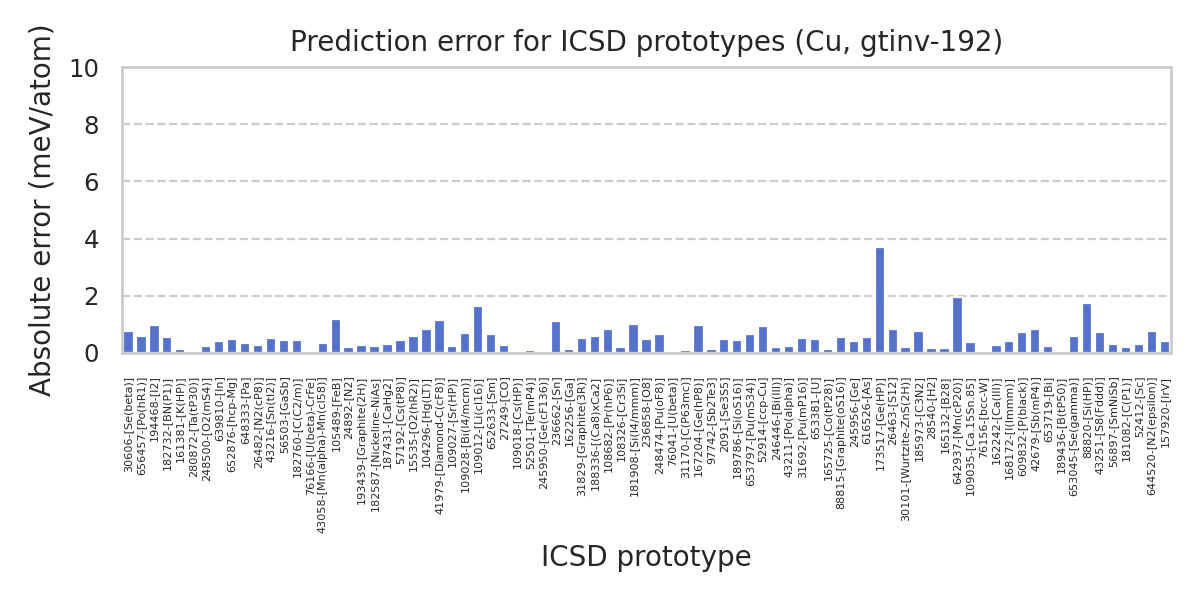 Prediction error for ICSD prototypes (Cu, gtinv-192)
Absolute error (meV/atom)
10
8
6
4
2
0
30606-[Se(beta)]
656457-[Po(hR1)]
194468-[I2]
182732-[BN(P1)]
161381-[K(HP)]
280872-[Ta(tP30)]
248500-[O2(mS4)]
639810-[In]
652876-[hcp-Mg]
648333-[Pa]
26482-[N2(cP8)]
43216-[Sn(tI2)]
56503-[GaSb]
182760-[C(C2/m)]
76166-[U(beta)-CrFe]
43058-[Mn(alpha)-Mn(cI58)]
1054899-[FeB]
24892-[N2]
193439-[Graphite(2H)]
182587-[Nickeline-NiAs]
187431-[CaHg2]
57192-[Cs(tP8)]
15535-[O2(hR2)]
104296-[Hg(LT)]
41979-[Diamond-C(cF8)]
109027-[Sr(HP)]
109028-[Bi(I4/mcm)]
109012-[Li(cI16)]
652633-[Sm]
27249-[CO]
109018-[Cs(HP)]
52501-[Te(mP4)]
245950-[Ge(cF136)]
236662-[Sn]
162256-[Ga]
31829-[Graphite(3R)]
188336-[(Ca8)xCa2]
108682-[Pr(hP6)]
108326-[Cr3Si]
181908-[Si(I4/mmm)]
236858-[O8]
248474-[Pu(oF8)]
76041-[U(beta)]
31170-[C(P63mc)]
167204-[Ge(hP8)]
97742-[Sb2Te3]
2091-[Se3S5]
189786-[Si(oS16)]
653797-[Pu(mS34)]
52914-[ccp-Cu]
246446-[Bi(III)]
43211-[Po(alpha)]
31692-[Pu(mP16)]
653381-[U]
165725-[Co(tP28)]
88815-[Graphite(oS16)]
245956-[Ge]
616526-[As]
173517-[Ge(HP)]
246463-[S12]
30101-[Wurtzite-ZnS(2H)]
185973-[C3N2]
28540-[H2]
165132-[B28]
642937-[Mn(cP20)]
109035-[Ca.15Sn.85]
76156-[bcc-W]
162242-[Ca(III)]
168172-[I(Immm)]
609832-[P(black)]
42679-[Sb(mP4)]
653719-[Bi]
189436-[B(tP50)]
653045-[Se(gamma)]
88820-[Si(HP)]
43251-[S8(Fddd)]
56897-[SmNiSb]
181082-[C(P1)]
52412-[Sc]
644520-[N2(epsilon)]
157920-[IrV]
ICSD prototype